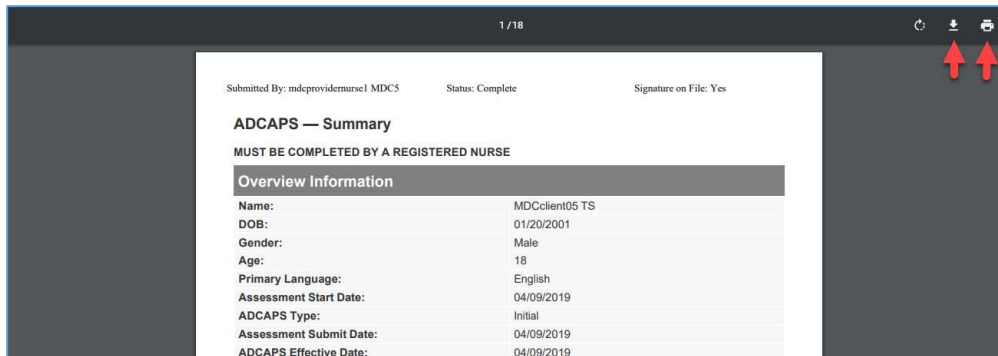 1 / 18
Submitted By: mdcprovidernurse1 MDC5 Status: Complete Signature on File: Yes
ADCAPS — Summary
MUST BE COMPLETED BY A REGISTERED NURSE
Overview Information
Name: MDCclient05 TS
DOB: 01/20/2001
Gender: Male
Age: 18
Primary Language: English
Assessment Start Date: 04/09/2019
ADCAPS Type: Initial
Assessment Submit Date: 04/09/2019
ADCAPS Effective Date: 04/09/2019